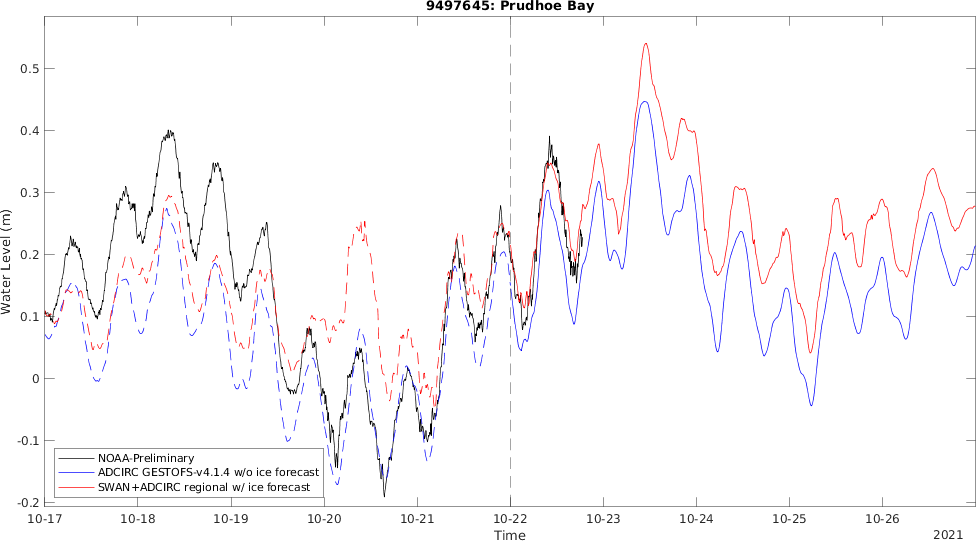 9497645: Prudhoe Bay
Water Level (m)
0.5
0.4
0.3
0.2
0.1
0
-0.1
-0.2
NOAA-Preliminary
ADCIRC GESTOFS-v4.1.4 w/o ice forecast
SWAN+ADCIRC regional w/ ice forecast
10-17 10-18 10-19 10-20 10-21 10-22 10-23 10-24 10-25 10-26
Time
2021